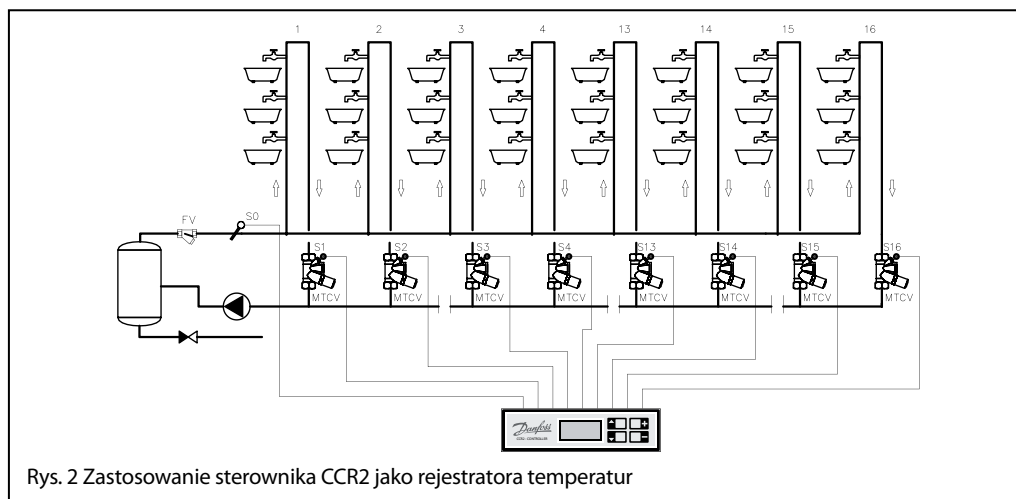 1 2 3 4 13 14 15 16
FV S0
S1 S2 S3 S4 S13 S14 S15 S16
MTCV MTCV MTCV MTCV MTCV MTCV MTCV MTCV
Danfoss
Rys. 2 Zastosowanie sterownika CCR2 jako rejestratora temperatur